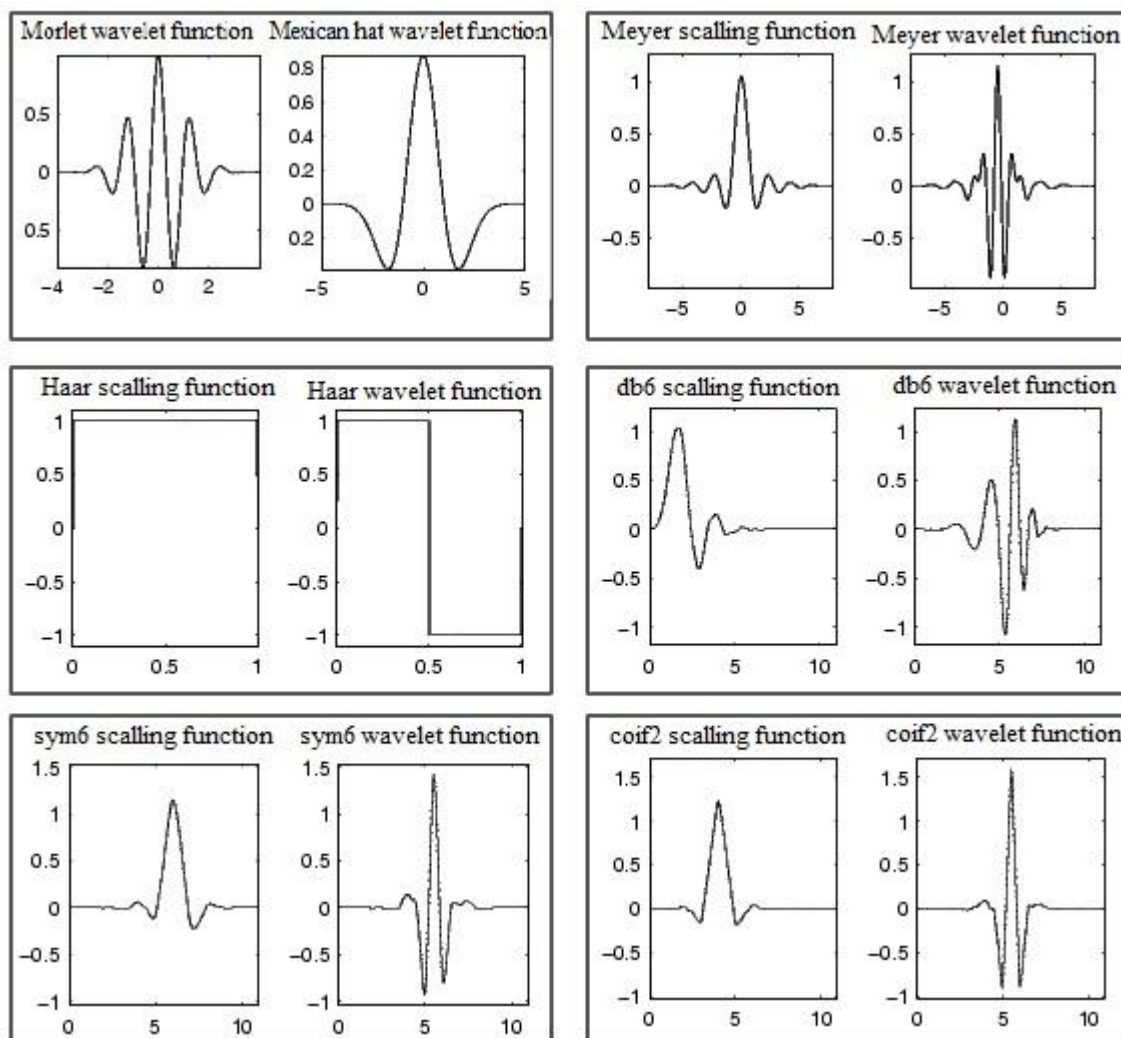 Morlet wavelet function
0.5
0
0.5
−4 −2 0 2
Mexican hat wavelet function
0.8
0.6
0.4
0.2
0
0.2
−5 0 5
Meyer scalling function
1
0.5
0
−0.5
−5 0 5
Meyer wavelet function
1
0.5
0
−0.5
−5 0 5
Haar scalling function
1
0.5
0
−0.5
−1
0 0.5 1
Haar wavelet function
1
0.5
0
−0.5
−1
0 0.5 1
db6 scalling function
1
0.5
0
−0.5
−1
0 5 10
db6 wavelet function
1
0.5
0
−0.5
−1
0 5 10
sym6 scalling function
1.5
1
0.5
0
−0.5
−1
0 5 10
sym6 wavelet function
1.5
1
0.5
0
−0.5
−1
0 5 10
coif2 scalling function
1.5
1
0.5
0
−0.5
−1
0 5 10
coif2 wavelet function
1.5
1
0.5
0
−0.5
−1
0 5 10